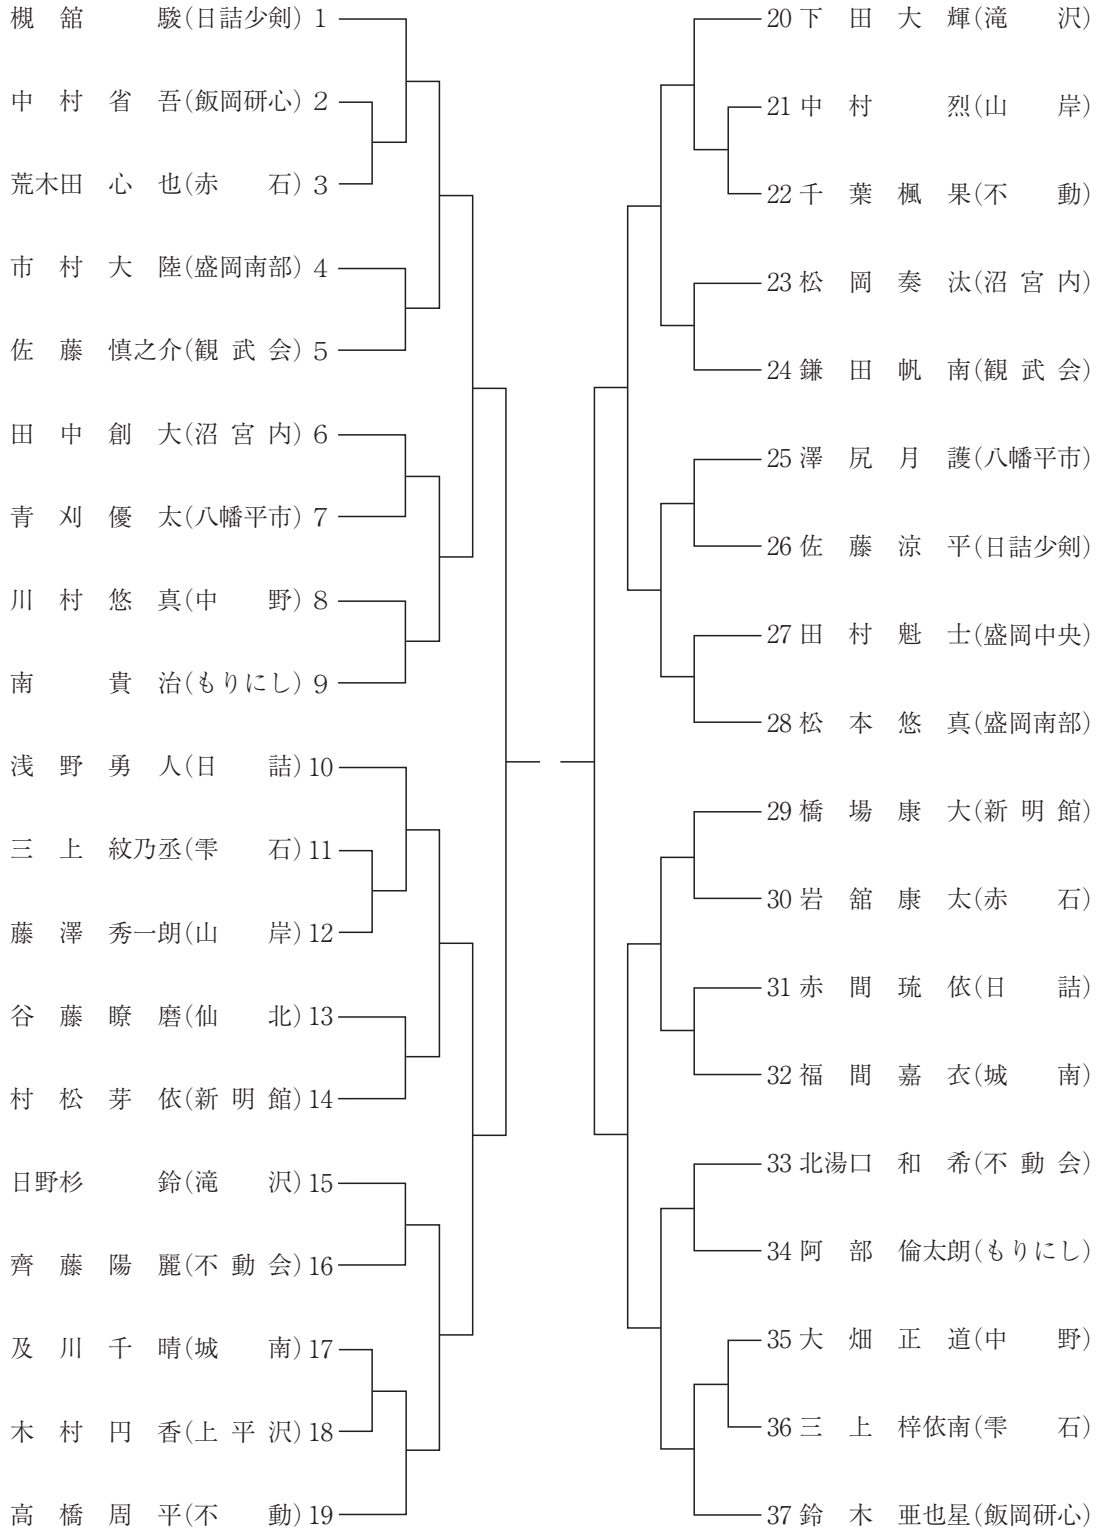 槻舘　駿(日詰少剣) 1
中村省吾(飯岡研心) 2
荒木田心也(赤石) 3
市村大陸(盛岡南部) 4
佐藤慎之介(観武会) 5
田中創大(沼宮内) 6
青刈優太(八幡平市) 7
川村悠真(中野) 8
南　貴治(もりにし) 9
浅野勇人(日詰) 10
三上紋乃丞(雫石) 11
藤澤秀一朗(山岸) 12
谷藤瞭磨(仙北) 13
村松芽依(新明館) 14
日野杉　鈴(滝沢) 15
齊藤陽麗(不動会) 16
及川千晴(城南) 17
木村円香(上平沢) 18
高橋周平(不動) 19
20 下田大輝(滝沢)
21 中村　烈(山岸)
22 千葉楓果(不動)
23 松岡奏汰(沼宮内)
24 鎌田帆南(観武会)
25 澤尻月護(八幡平市)
26 佐藤涼平(日詰少剣)
27 田村魁士(盛岡中央)
28 松本悠真(盛岡南部)
29 橋場康大(新明館)
30 岩舘康太(赤石)
31 赤間琉依(日詰)
32 福間嘉衣(城南)
33 北湯口和希(不動会)
34 阿部倫太朗(もりにし)
35 大畑正道(中野)
36 三上梓依南(雫石)
37 鈴木亜也星(飯岡研心)